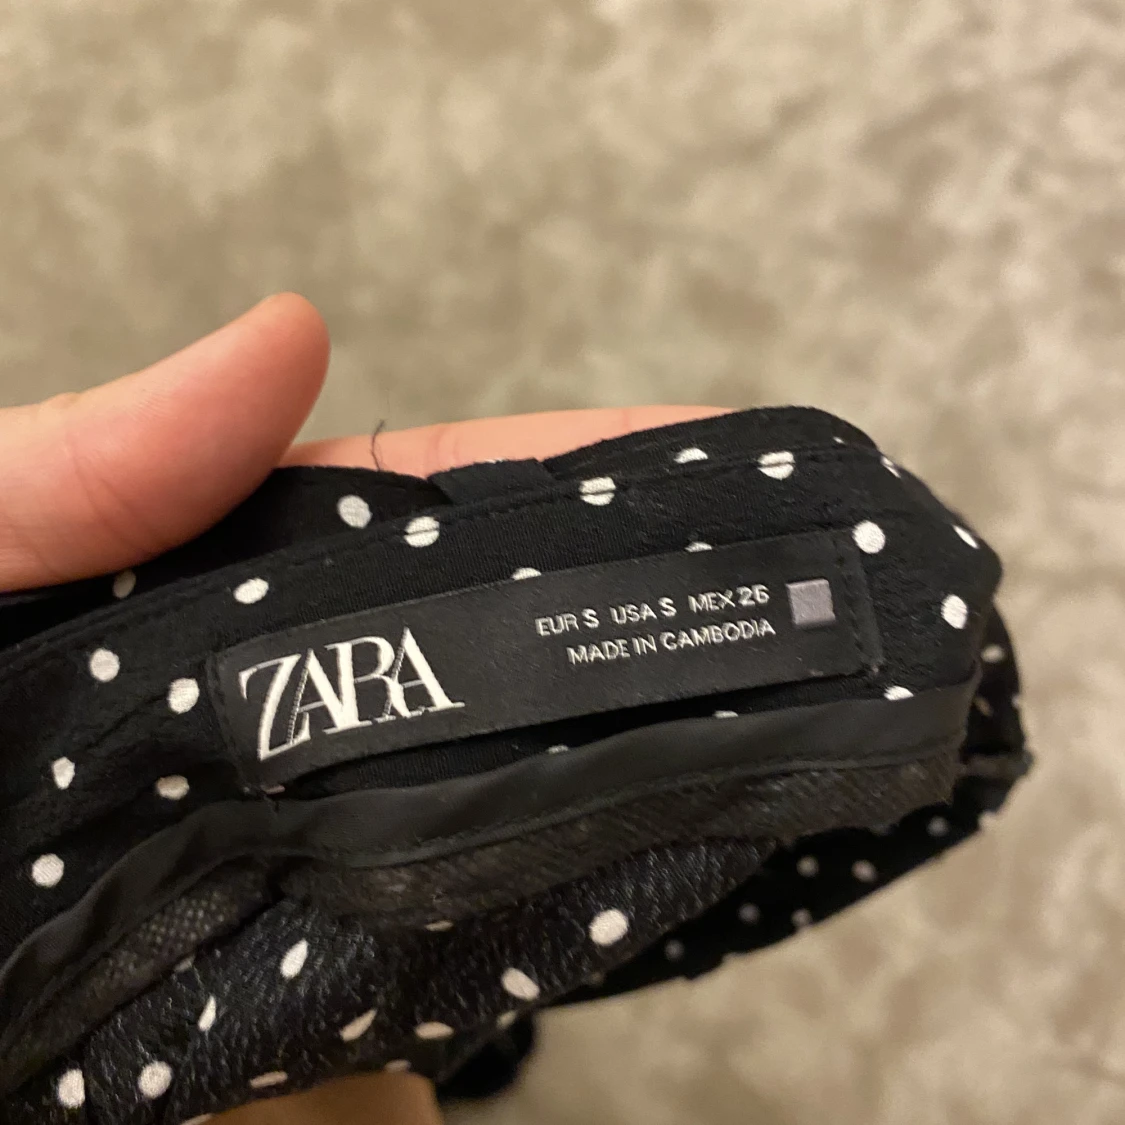 ZARA
EUR S USA S MEX 26
MADE IN CAMBODIA